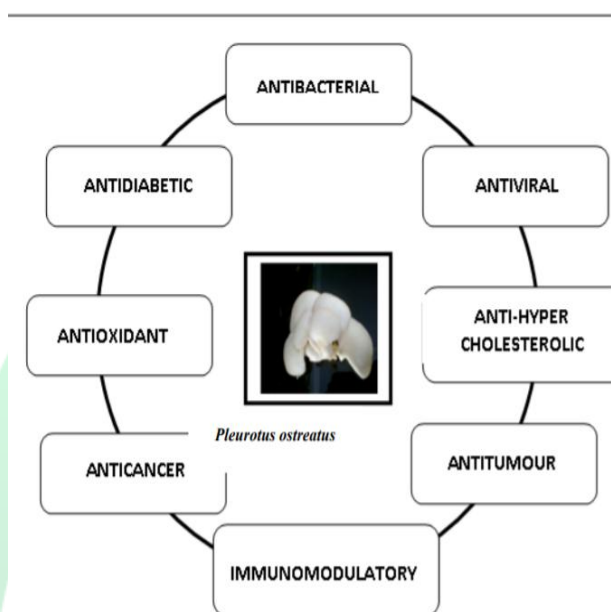 ANTIBACTERIAL
ANTIDIABETIC
ANTIVIRAL
ANTIOXIDANT
ANTI-HYPER
CHOLESTEROLIC
Pleurotus ostreatus
ANTICANCER
ANTITUMOUR
IMMUNOMODULATORY